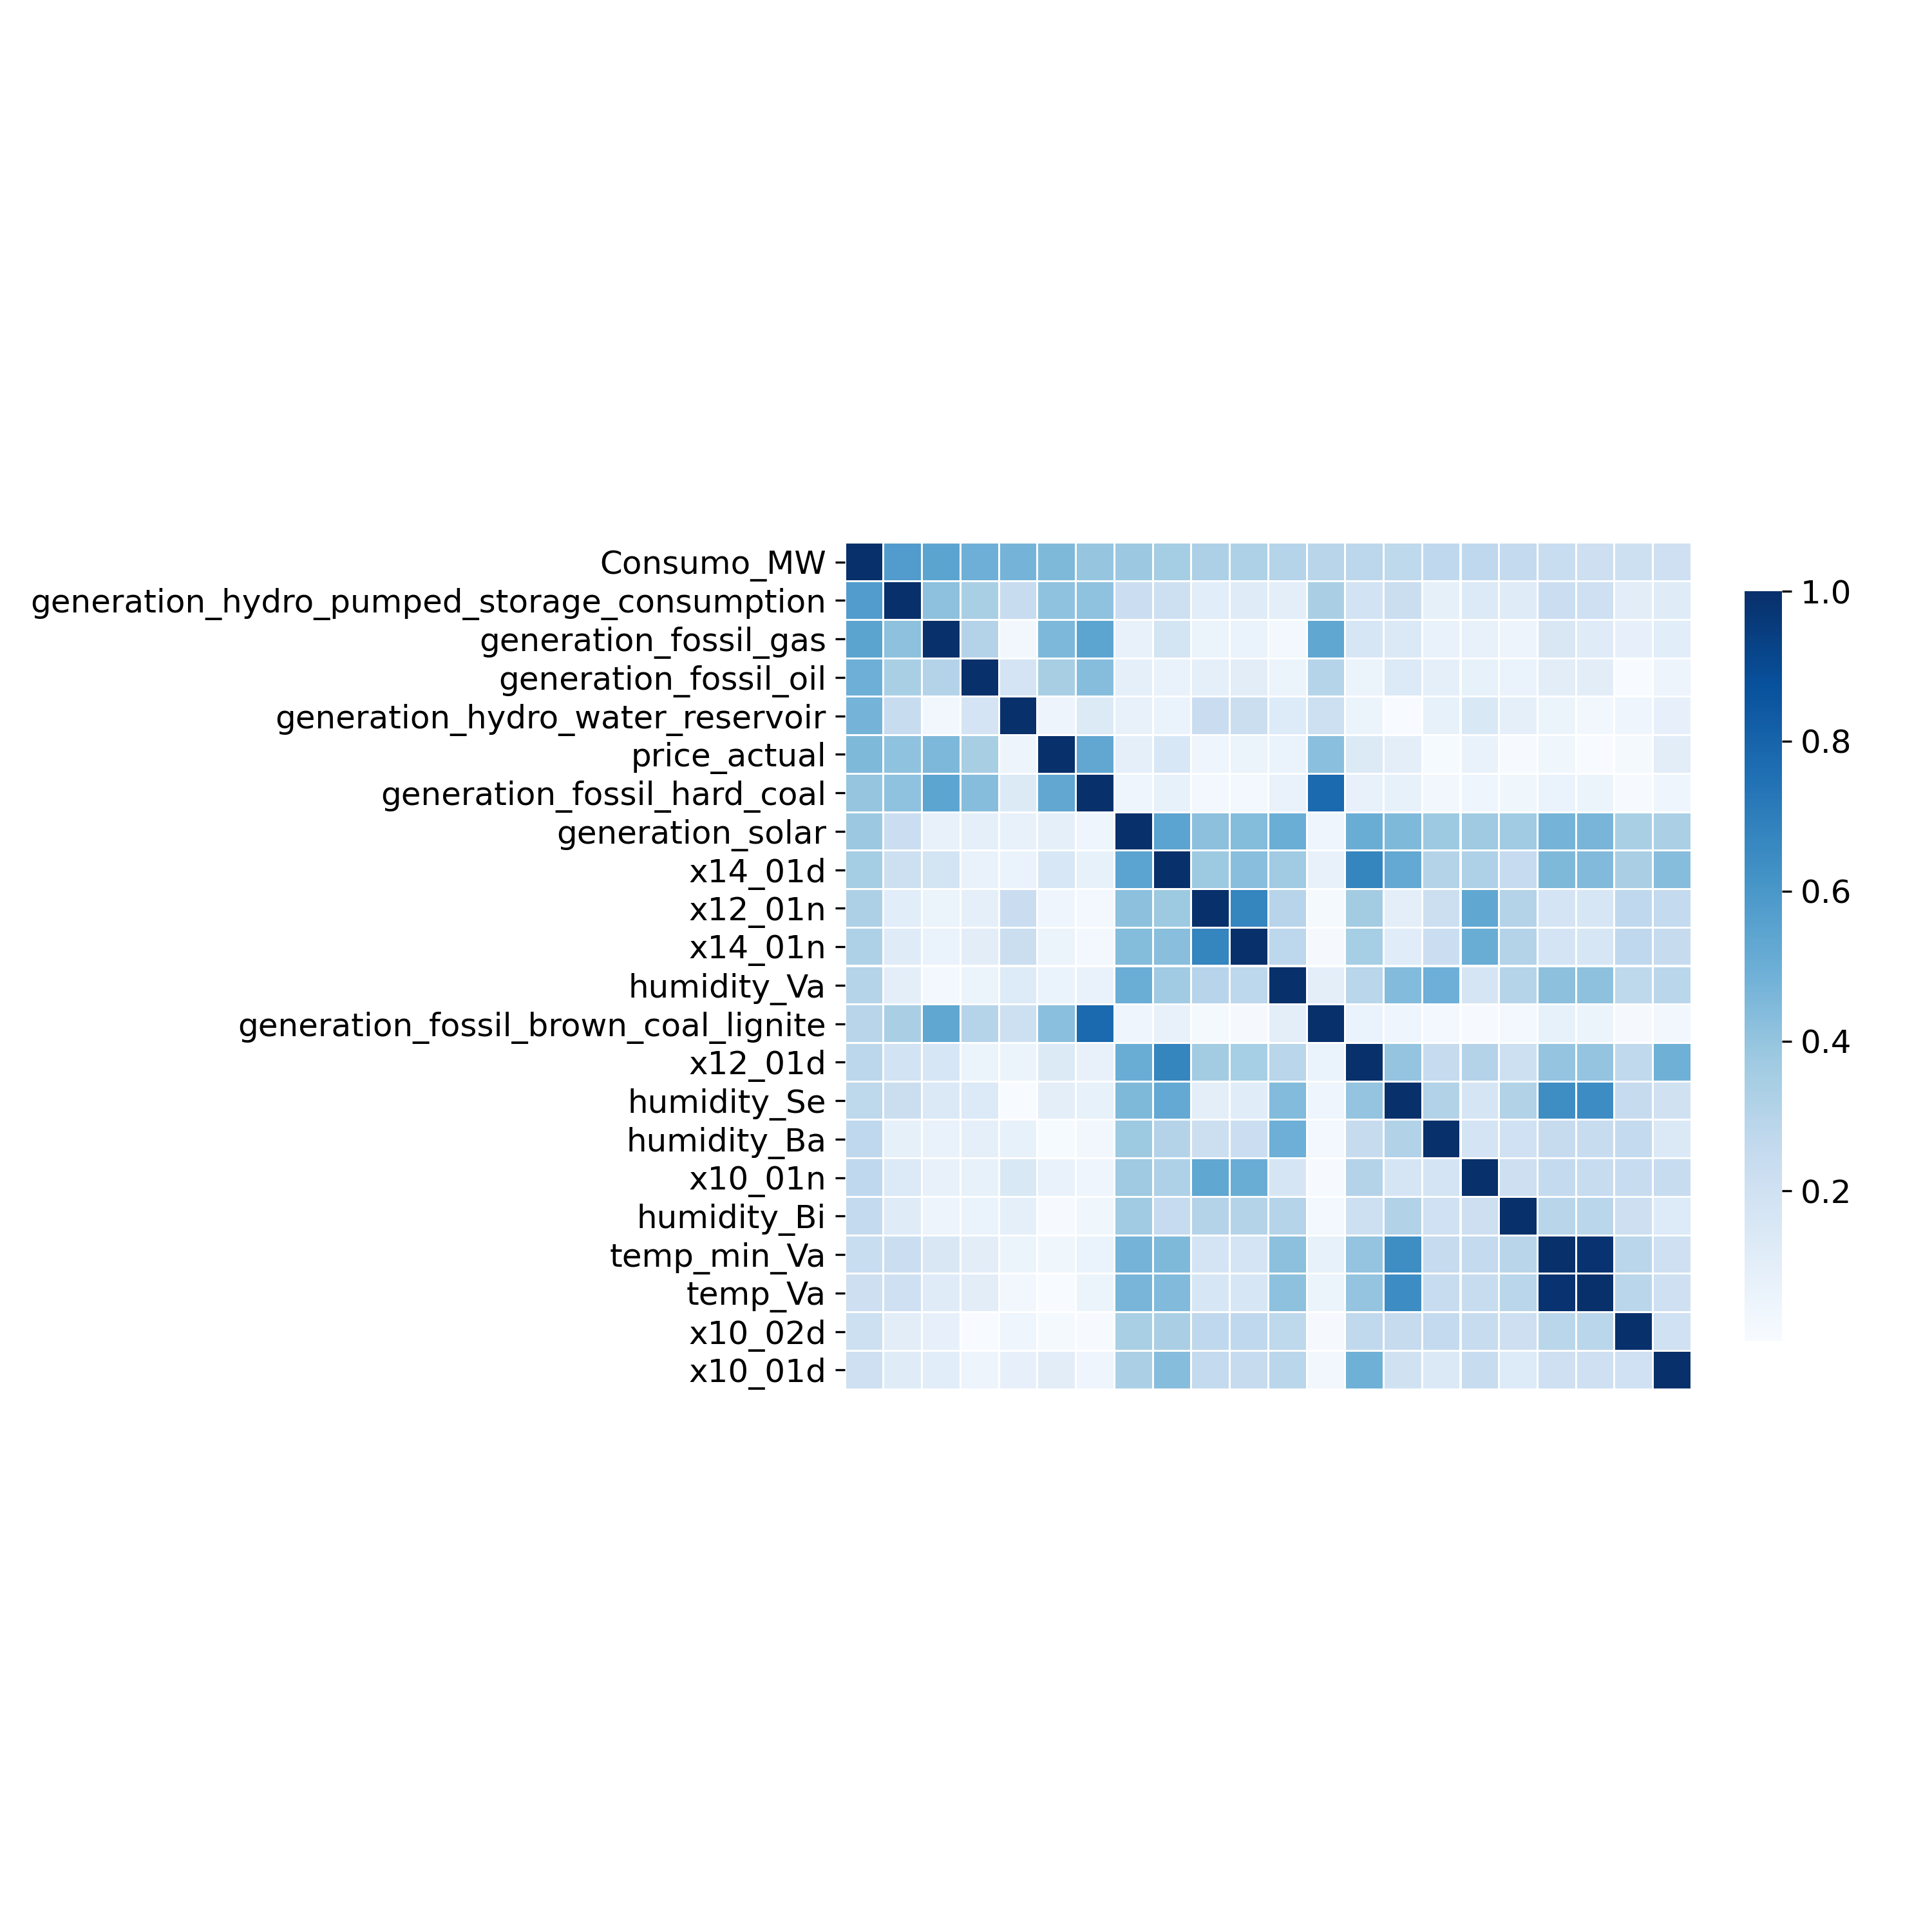 Consumo_MW
generation_hydro_pumped_storage_consumption
generation_fossil_gas
generation_fossil_oil
generation_hydro_water_reservoir
price_actual
generation_fossil_hard_coal
generation_solar
x14_01d
x12_01n
x14_01n
humidity_Va
generation_fossil_brown_coal_lignite
x12_01d
humidity_Se
humidity_Ba
x10_01n
humidity_Bi
temp_min_Va
temp_Va
x10_02d
x10_01d
1.0
0.8
0.6
0.4
0.2